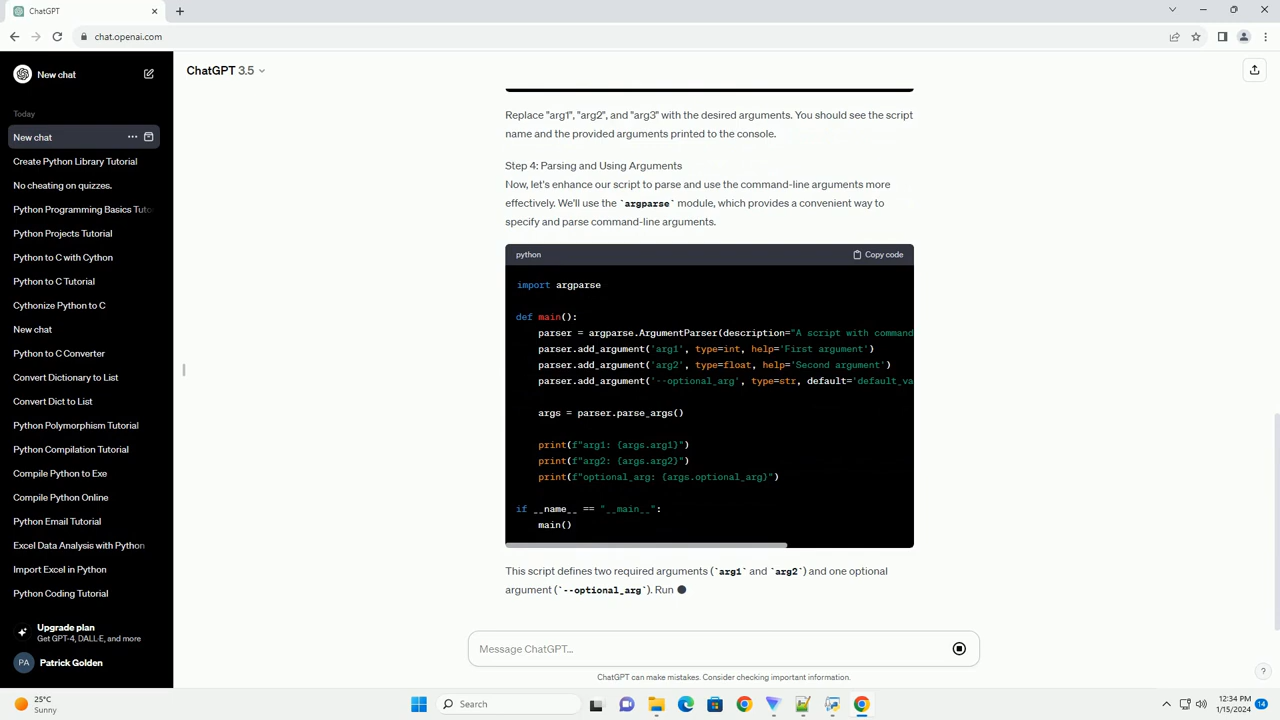 ChatGPT
chat.openai.com
New chat
Today
New chat
Create Python Library Tutorial
No cheating on quizzes.
Python Programming Basics Tuto
Python Projects Tutorial
Python to C with Cython
Python to C Tutorial
Cythonize Python to C
New chat
Python to C Converter
Convert Dictionary to List
Convert Dict to List
Python Polymorphism Tutorial
Python Compilation Tutorial
Compile Python to Exe
Compile Python Online
Python Email Tutorial
Excel Data Analysis with Python
Import Excel in Python
Python Coding Tutorial
Upgrade plan
Get GPT-4, DALL·E, and more
PA Patrick Golden
ChatGPT 3.5
Replace "arg1", "arg2", and "arg3" with the desired arguments. You should see the script
name and the provided arguments printed to the console.
Step 4: Parsing and Using Arguments
Now, let's enhance our script to parse and use the command-line arguments more
effectively. We'll use the `argparse` module, which provides a convenient way to
specify and parse command-line arguments.
python Copy code
import argparse
def main():
    parser = argparse.ArgumentParser(description="A script with command
    parser.add_argument('arg1', type=int, help='First argument')
    parser.add_argument('arg2', type=float, help='Second argument')
    parser.add_argument('--optional_arg', type=str, default='default_va
    args = parser.parse_args()
    print(f"arg1: {args.arg1}")
    print(f"arg2: {args.arg2}")
    print(f"optional_arg: {args.optional_arg}")
if __name__ == "__main__":
    main()
This script defines two required arguments (`arg1` and `arg2`) and one optional
argument (`--optional_arg`). Run
Message ChatGPT...
ChatGPT can make mistakes. Consider checking important information.
?
25°C
Sunny
Search
12:34 PM
1/15/2024
14